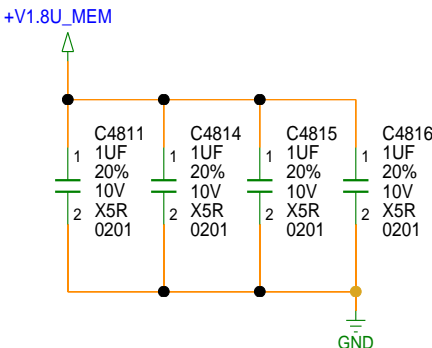 +V1.8U_MEM
C4811
1UF
20%
10V
X5R
0201
1
2
C4814
1UF
20%
10V
X5R
0201
1
2
C4815
1UF
20%
10V
X5R
0201
1
2
C4816
1UF
20%
10V
X5R
0201
1
2
GND